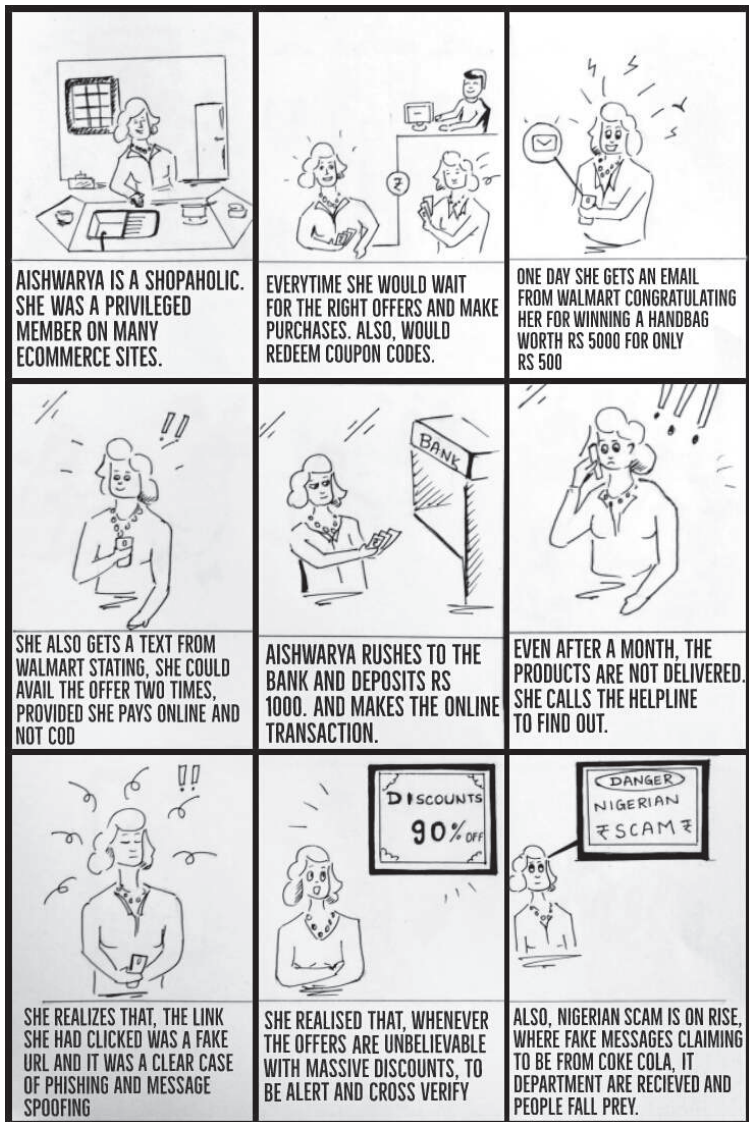 AISHWARYA IS A SHOPAHOLIC.
SHE WAS A PRIVILEGED
MEMBER ON MANY
ECOMMERCE SITES.
₹
EVERYTIME SHE WOULD WAIT
FOR THE RIGHT OFFERS AND MAKE
PURCHASES. ALSO, WOULD
REDEEM COUPON CODES.
ONE DAY SHE GETS AN EMAIL
FROM WALMART CONGRATULATING
HER FOR WINNING A HANDBAG
WORTH RS 5000 FOR ONLY
RS 500
!!
SHE ALSO GETS A TEXT FROM
WALMART STATING, SHE COULD
AVAIL THE OFFER TWO TIMES,
PROVIDED SHE PAYS ONLINE AND
NOT COD
BANK
AISHWARYA RUSHES TO THE
BANK AND DEPOSITS RS
1000. AND MAKES THE ONLINE
TRANSACTION.
!!!
EVEN AFTER A MONTH, THE
PRODUCTS ARE NOT DELIVERED.
SHE CALLS THE HELPLINE
TO FIND OUT.
!!
SHE REALIZES THAT, THE LINK
SHE HAD CLICKED WAS A FAKE
URL AND IT WAS A CLEAR CASE
OF PHISHING AND MESSAGE
SPOOFING
DISCOUNTS
90% OFF
SHE REALISED THAT, WHENEVER
THE OFFERS ARE UNBELIEVABLE
WITH MASSIVE DISCOUNTS, TO
BE ALERT AND CROSS VERIFY
DANGER
NIGERIAN
₹ SCAM ₹
ALSO, NIGERIAN SCAM IS ON RISE,
WHERE FAKE MESSAGES CLAIMING
TO BE FROM COKE COLA, IT
DEPARTMENT ARE RECIEVED AND
PEOPLE FALL PREY.